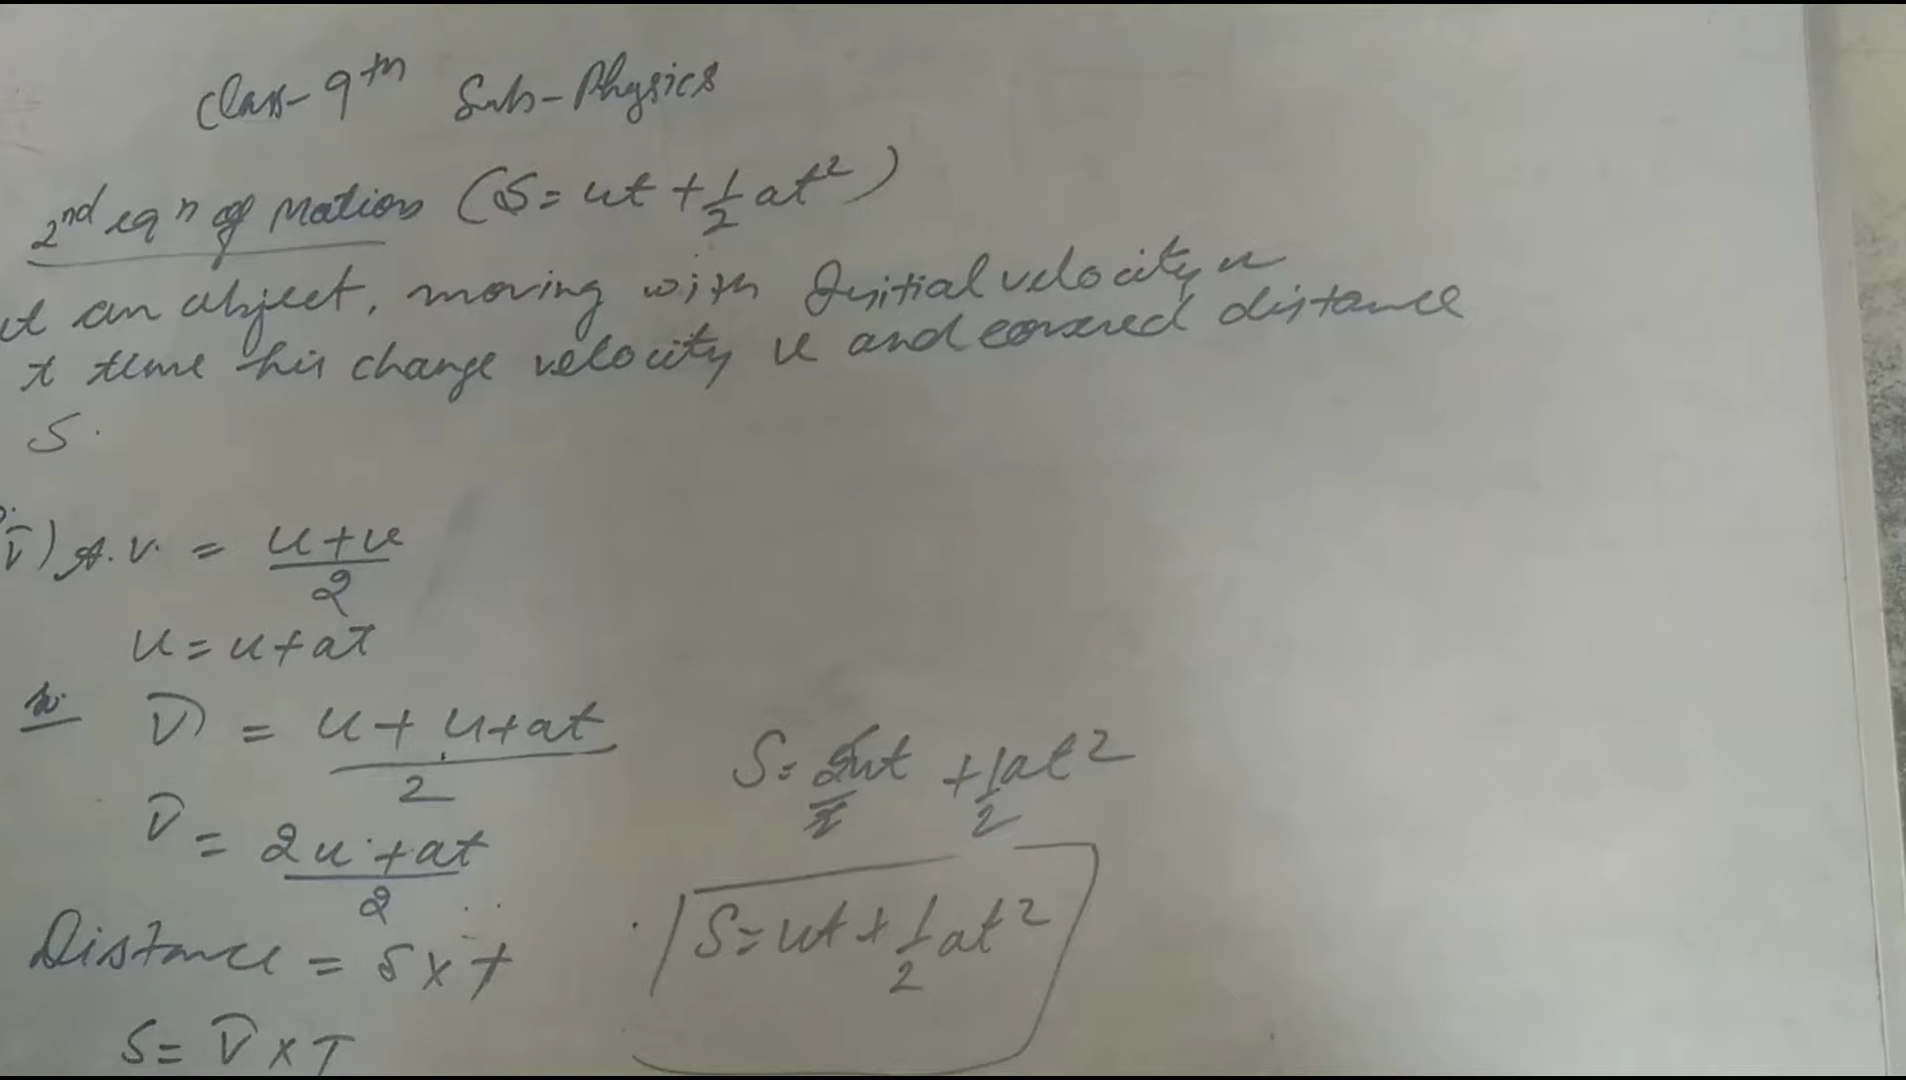 Class-9th Sub-Physics
2nd eqn of Motion (S= ut + 1/2 at²)
an object, moving with Initial velocity u
t time his change velocity u and covered distance
S.
v̄) A.V. = u+u/2
u=u+at
v̄ = u+u+at/2
v̄ = 2u+at/2
Distance = S×T
S= v̄×T
S= 2ut/2 + 1/2 at²
S= ut + 1/2 at²